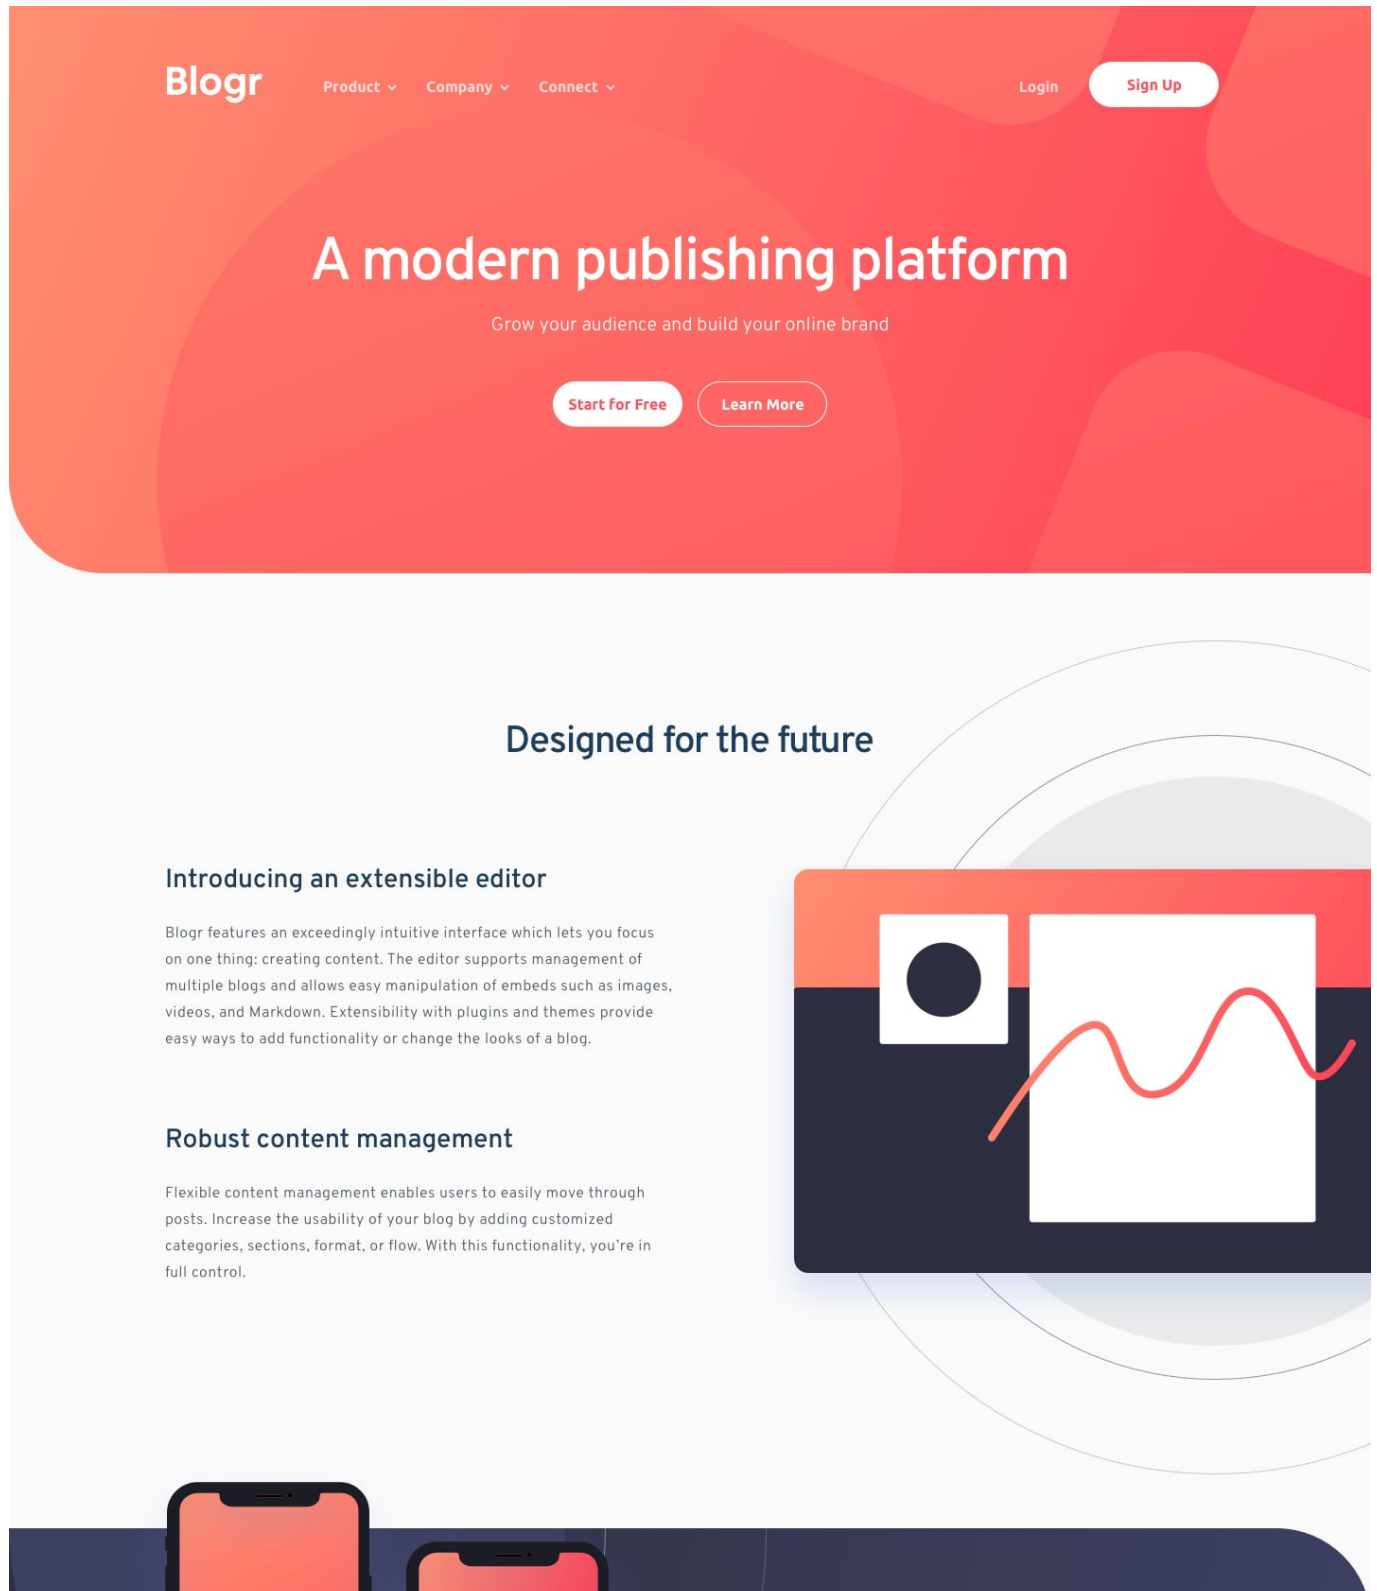 Blogr
Product
Company
Connect
Login
Sign Up
A modern publishing platform
Grow your audience and build your online brand
Start for Free
Learn More
Designed for the future
Introducing an extensible editor
Blogr features an exceedingly intuitive interface which lets you focus
on one thing: creating content. The editor supports management of
multiple blogs and allows easy manipulation of embeds such as images,
videos, and Markdown. Extensibility with plugins and themes provide
easy ways to add functionality or change the looks of a blog.
Robust content management
Flexible content management enables users to easily move through
posts. Increase the usability of your blog by adding customized
categories, sections, format, or flow. With this functionality, you’re in
full control.